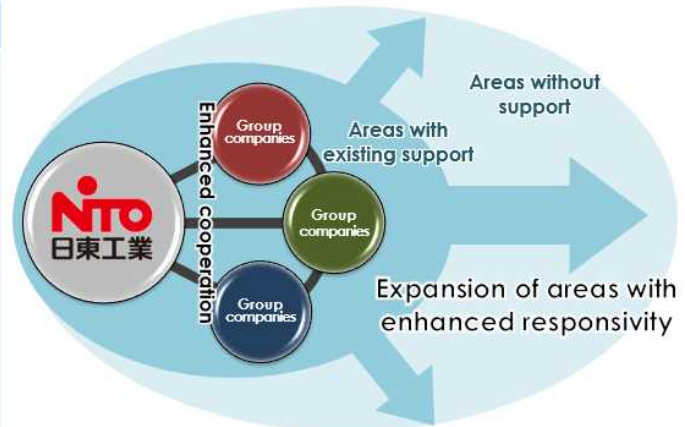 NITO
日東工業
Enhanced cooperation
Group
companies
Group
companies
Group
companies
Areas with
existing support
Areas without
support
Expansion of areas with
enhanced responsivity